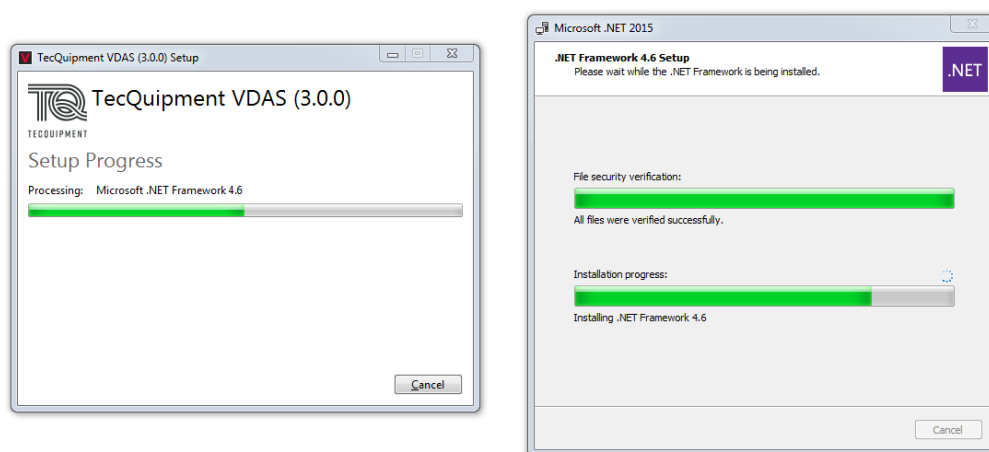 TecQuipment VDAS (3.0.0) Setup
TQ
TECQUIPMENT
TecQuipment VDAS (3.0.0)
Setup Progress
Processing: Microsoft .NET Framework 4.6
Cancel
Microsoft .NET 2015
.NET Framework 4.6 Setup
Please wait while the .NET Framework is being installed.
.NET
File security verification:
All files were verified successfully.
Installation progress:
Installing .NET Framework 4.6
Cancel